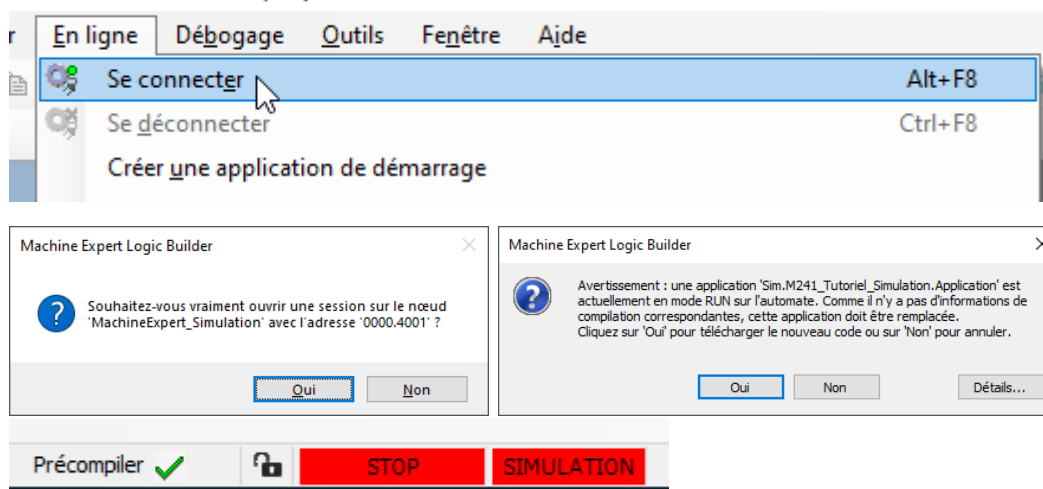 En ligne Débogage Outils Fenêtre Aide
Se connecter Alt+F8
Se déconnecter Ctrl+F8
Créer une application de démarrage
Machine Expert Logic Builder
Souhaitez-vous vraiment ouvrir une session sur le nœud
'MachineExpert_Simulation' avec l'adresse '0000.4001' ?
Oui Non
Machine Expert Logic Builder
Avertissement : une application 'Sim.M241_Tutoriel_Simulation.Application' est
actuellement en mode RUN sur l'automate. Comme il n'y a pas d'informations de
compilation correspondantes, cette application doit être remplacée.
Cliquez sur 'Oui' pour télécharger le nouveau code ou sur 'Non' pour annuler.
Oui Non Détails...
Précompiler STOP SIMULATION